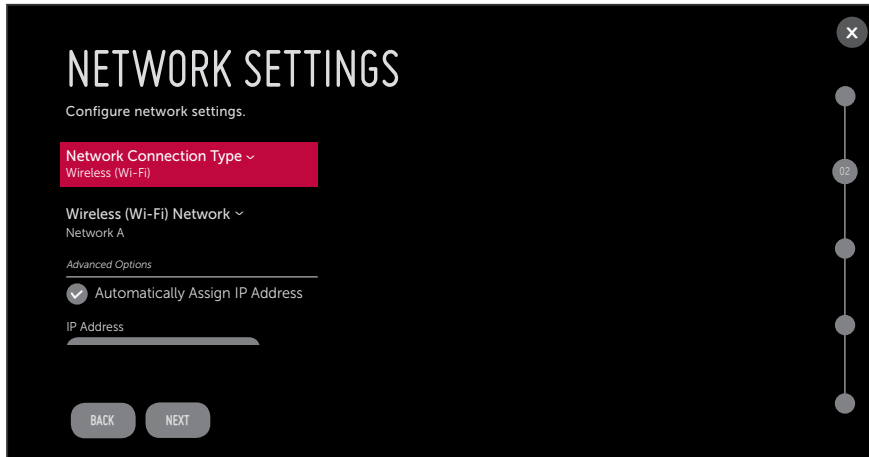 NETWORK SETTINGS
Configure network settings.
Network Connection Type
Wireless (Wi-Fi)
Wireless (Wi-Fi) Network
Network A
Advanced Options
Automatically Assign IP Address
IP Address
BACK
NEXT
X
02